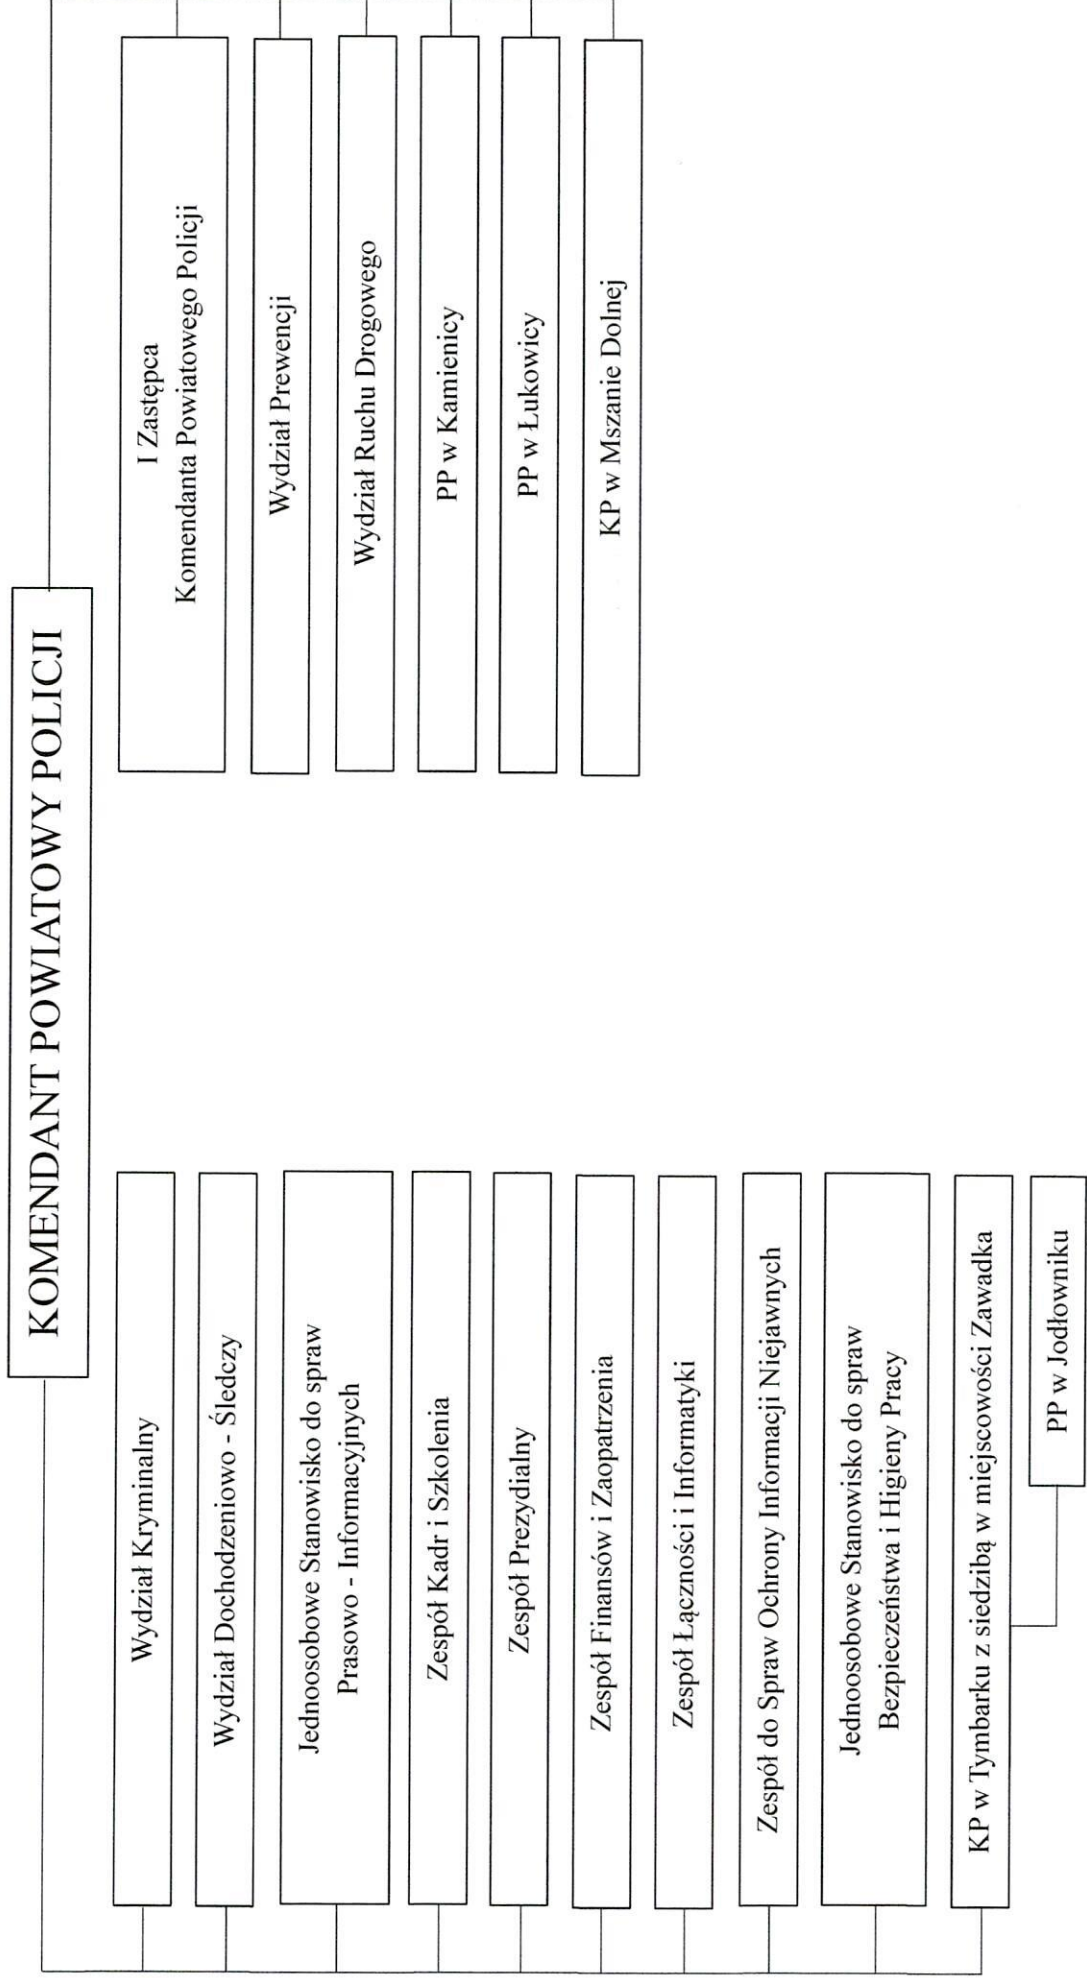 KOMENDANT POWIATOWY POLICJI
Wydział Kryminalny
Wydział Dochodzeniowo - Śledczy
Jednoosobowe Stanowisko do spraw
Prasowo - Informacyjnych
Zespół Kadr i Szkolenia
Zespół Prezydialny
Zespół Finansów i Zaopatrzenia
Zespół Łączności i Informatyki
Zespół do Spraw Ochrony Informacji Niejawnych
Jednoosobowe Stanowisko do spraw
Bezpieczeństwa i Higieny Pracy
KP w Tymbarku z siedzibą w miejscowości Zawadka
PP w Jodłowniku
I Zastępca
Komendanta Powiatowego Policji
Wydział Prewencji
Wydział Ruchu Drogowego
PP w Kamienicy
PP w Łukowicy
KP w Mszanie Dolnej